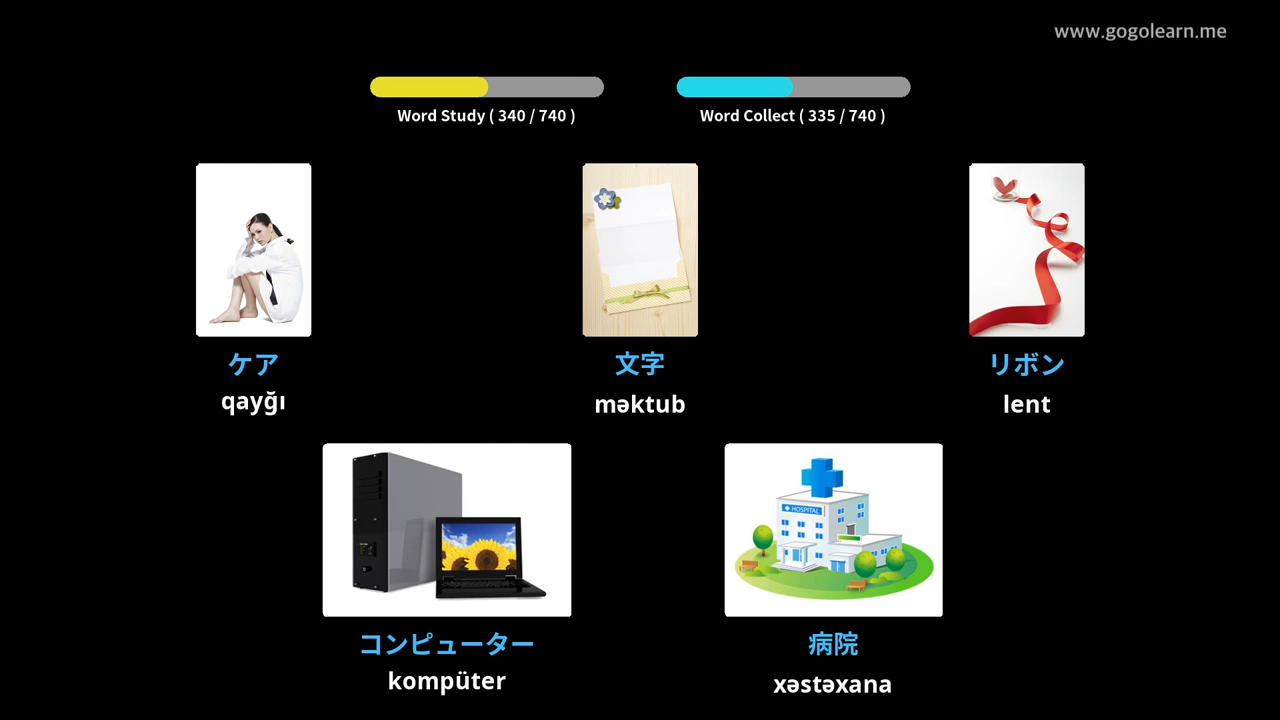 www.gogolearn.me
Word Study ( 340 / 740 )
Word Collect ( 335 / 740 )
ケア
qayğı
文字
məktub
リボン
lent
HOSPITAL
コンピューター
kompüter
病院
xəstəxana